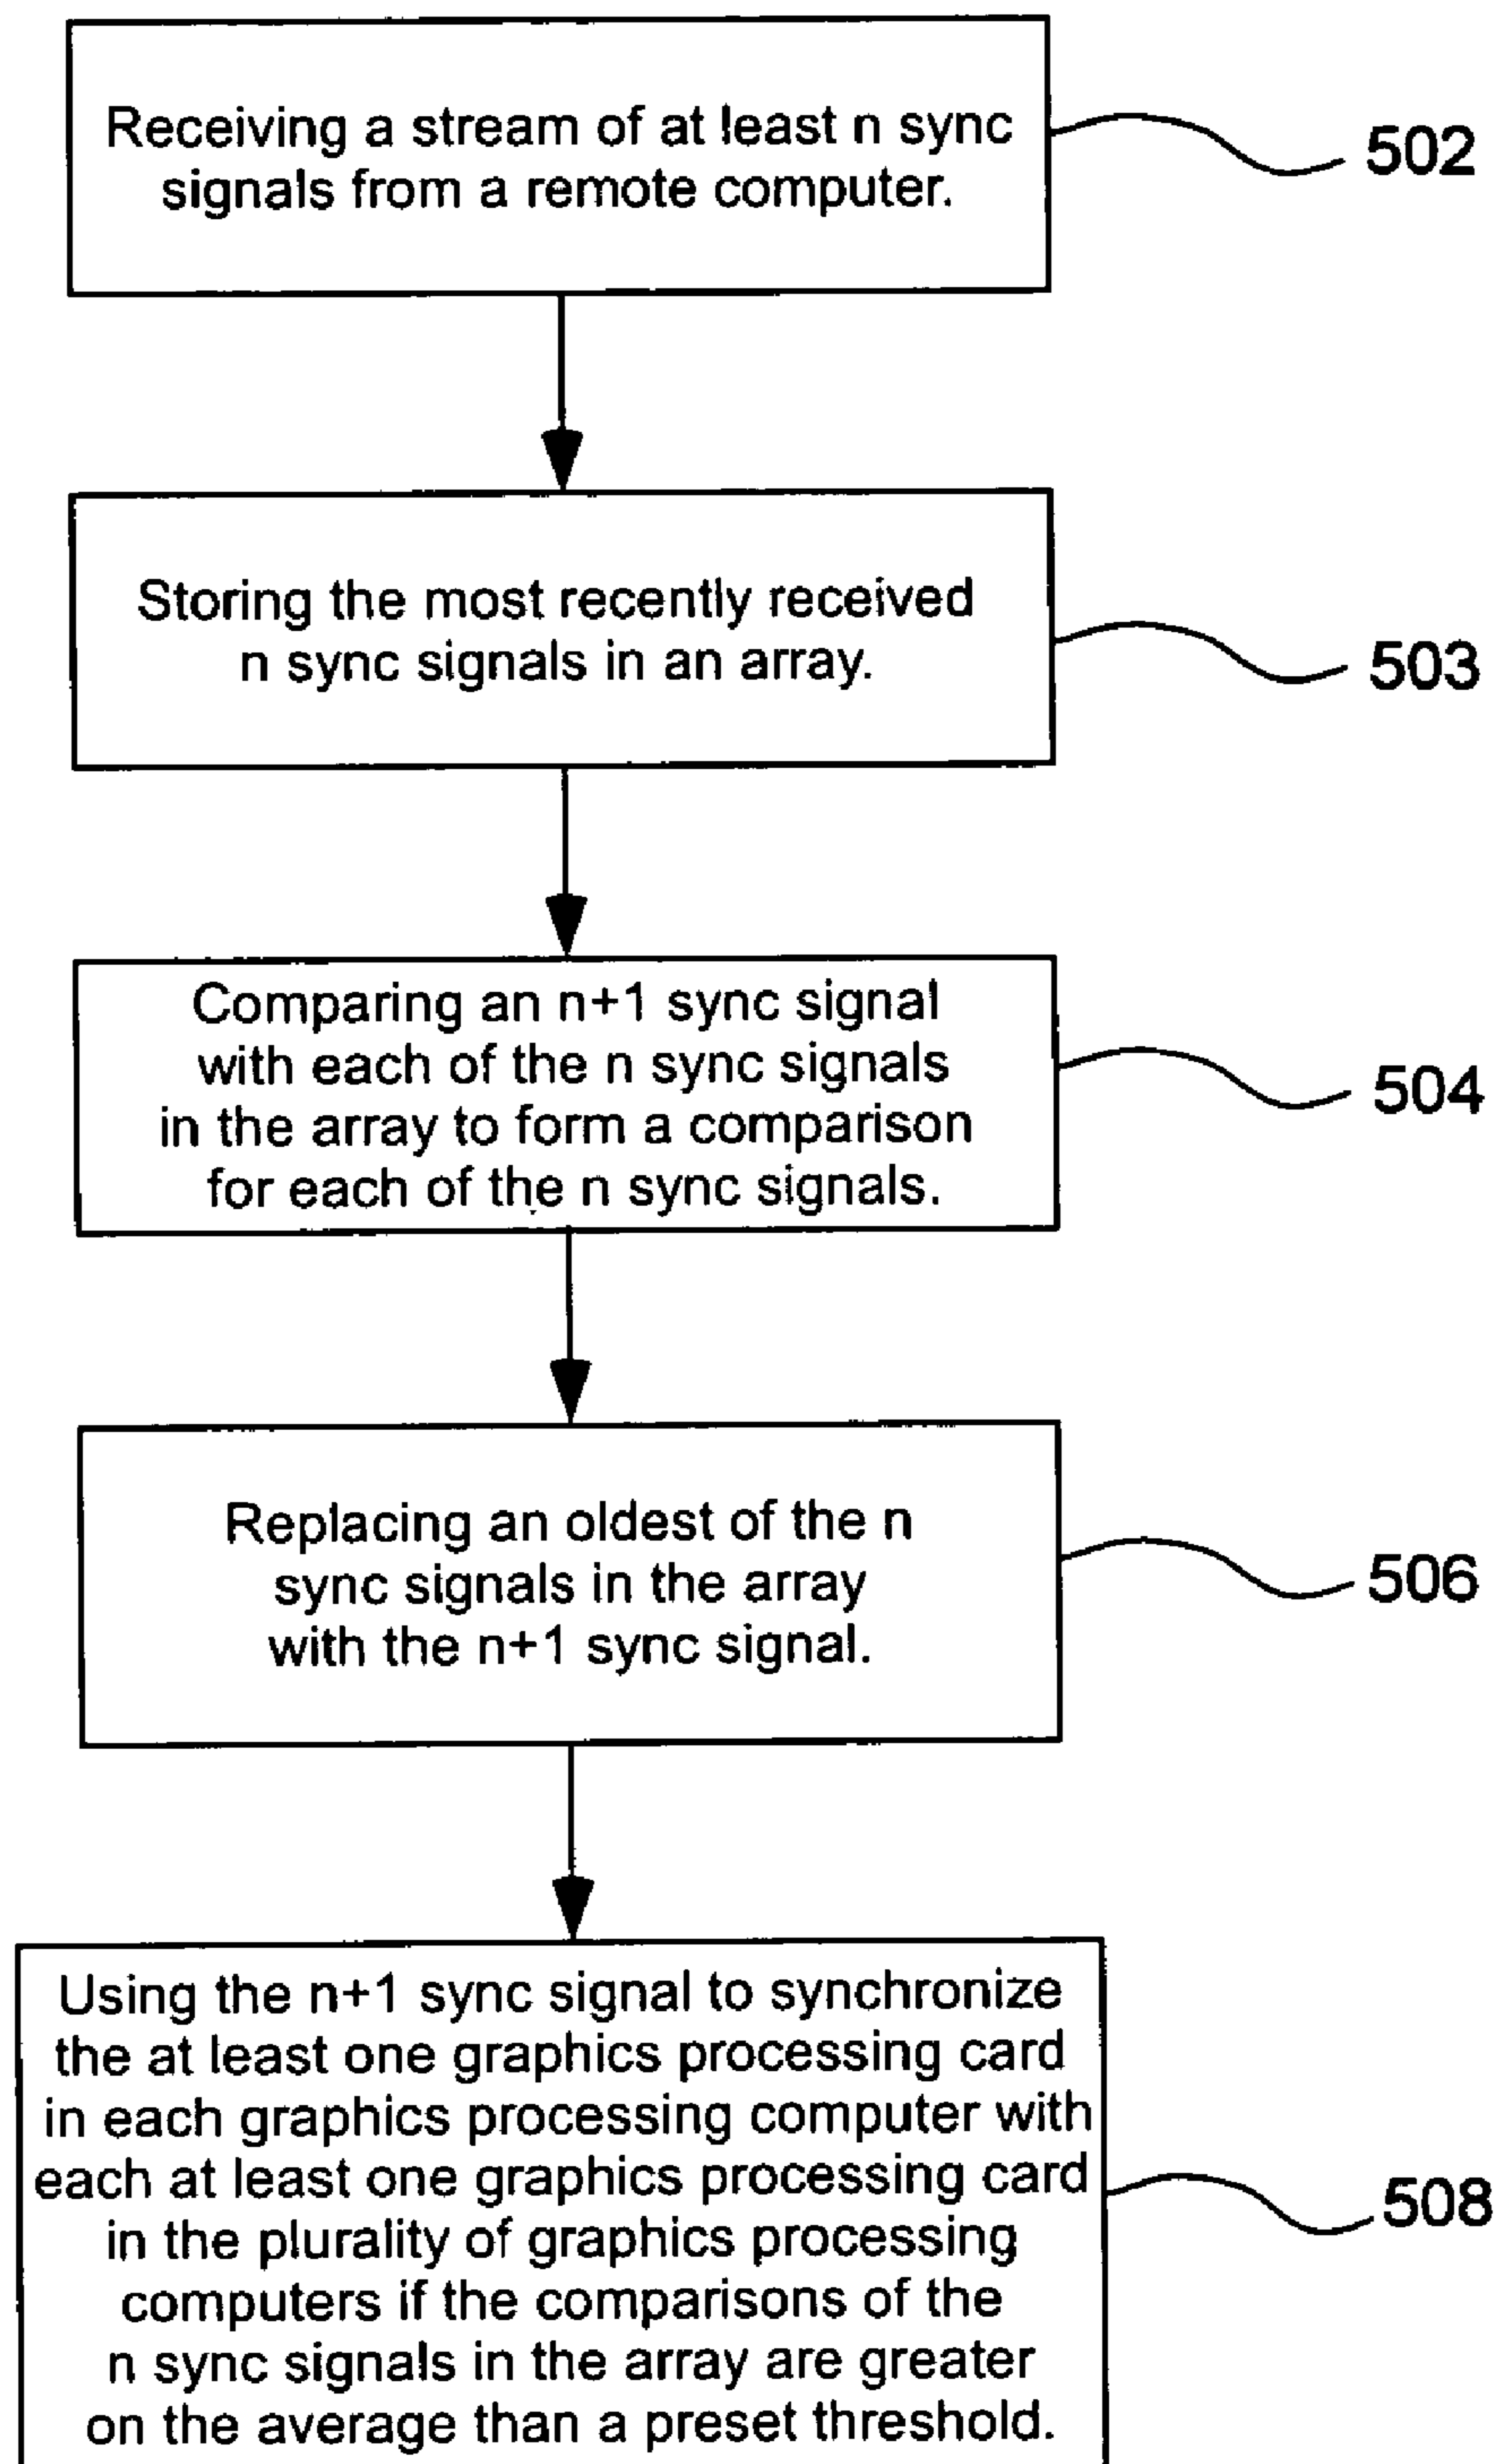 Receiving a stream of at least n sync
signals from a remote computer.
502
Storing the most recently received
n sync signals in an array.
503
Comparing an n+1 sync signal
with each of the n sync signals
in the array to form a comparison
for each of the n sync signals.
504
Replacing an oldest of the n
sync signals in the array
with the n+1 sync signal.
506
Using the n+1 sync signal to synchronize
the at least one graphics processing card
in each graphics processing computer with
each at least one graphics processing card
in the plurality of graphics processing
computers if the comparisons of the
n sync signals in the array are greater
on the average than a preset threshold.
508